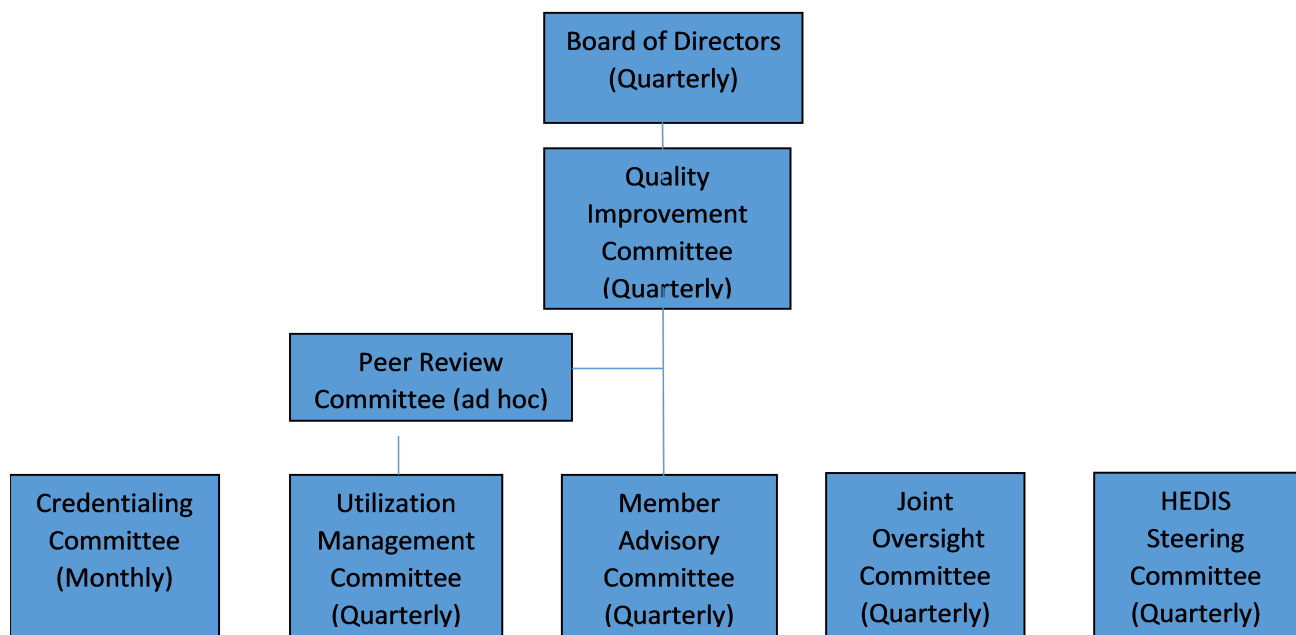 Board of Directors
(Quarterly)
Quality
Improvement
Committee
(Quarterly)
Peer Review
Committee (ad hoc)
Credentialing
Committee
(Monthly)
Utilization
Management
Committee
(Quarterly)
Member
Advisory
Committee
(Quarterly)
Joint
Oversight
Committee
(Quarterly)
HEDIS
Steering
Committee
(Quarterly)